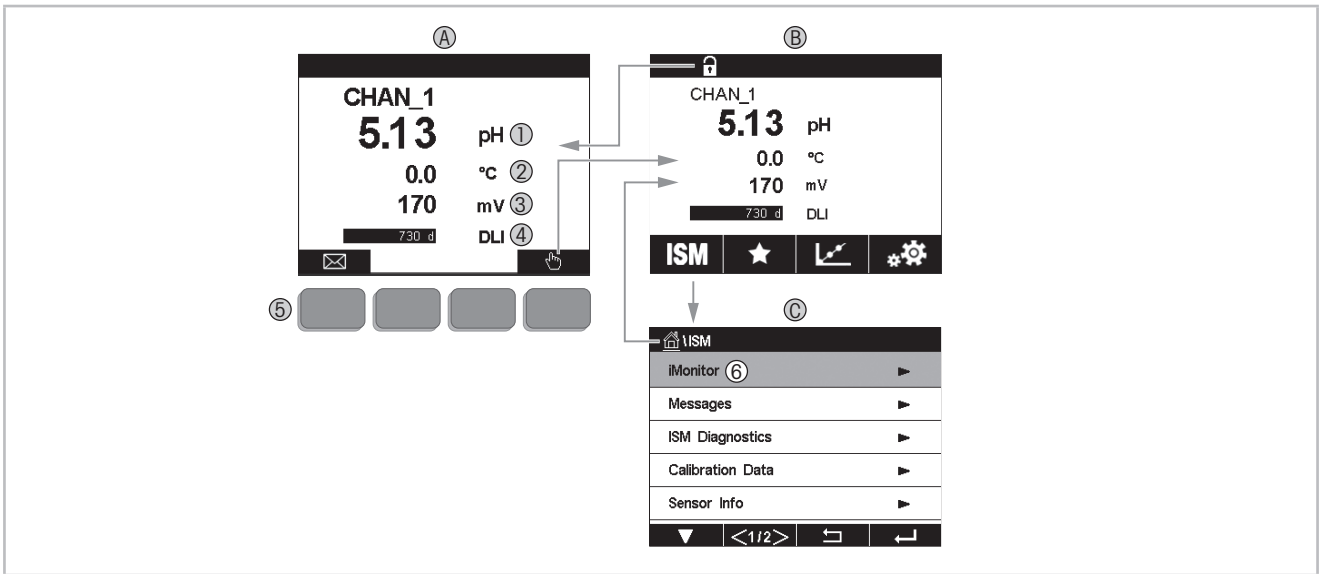 Ⓐ
CHAN_1
5.13 pH ①
0.0 °C ②
170 mV ③
730 d DLI ④
⑤
Ⓑ
CHAN_1
5.13 pH
0.0 °C
170 mV
730 d DLI
ISM
Ⓒ
\ISM
iMonitor ⑥
Messages
ISM Diagnostics
Calibration Data
Sensor Info
<1/2>